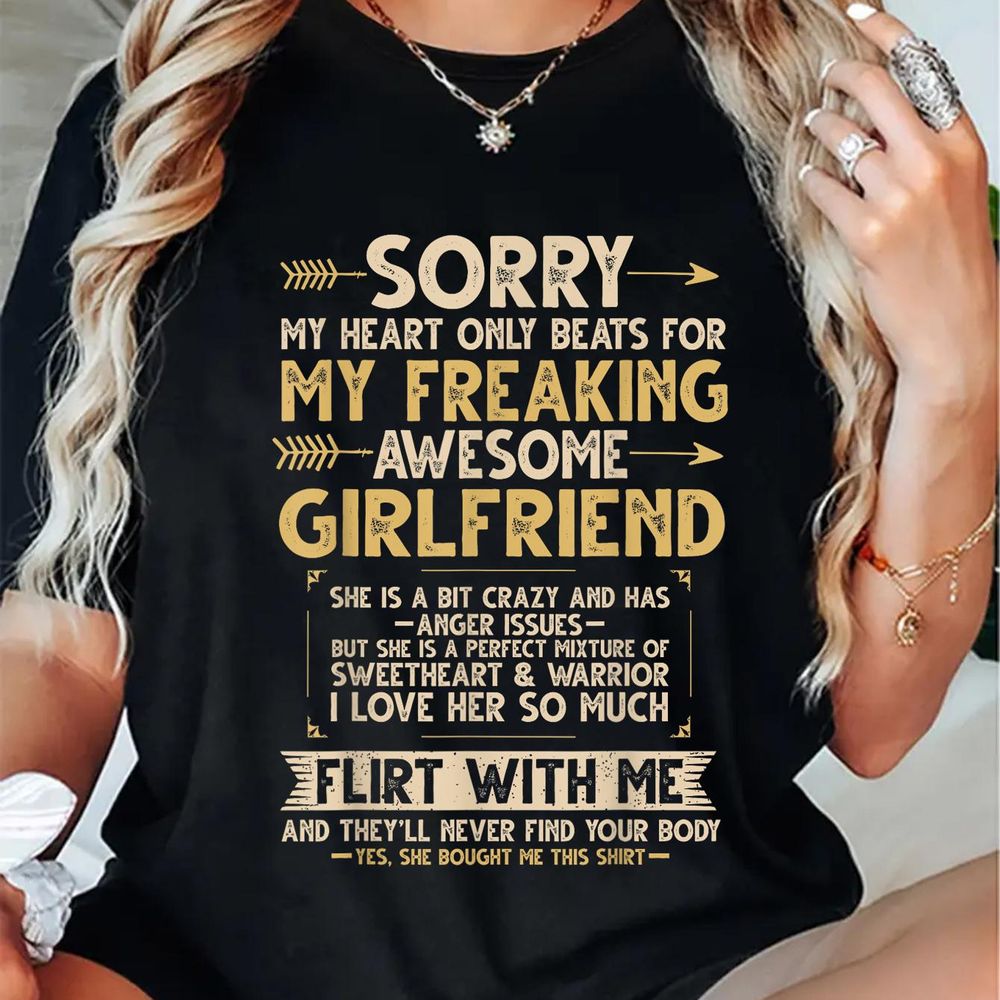 SORRY
MY HEART ONLY BEATS FOR
MY FREAKING
AWESOME
GIRLFRIEND
SHE IS A BIT CRAZY AND HAS
-ANGER ISSUES-
BUT SHE IS A PERFECT MIXTURE OF
SWEETHEART & WARRIOR
I LOVE HER SO MUCH
FLIRT WITH ME
AND THEY'LL NEVER FIND YOUR BODY
-YES, SHE BOUGHT ME THIS SHIRT-